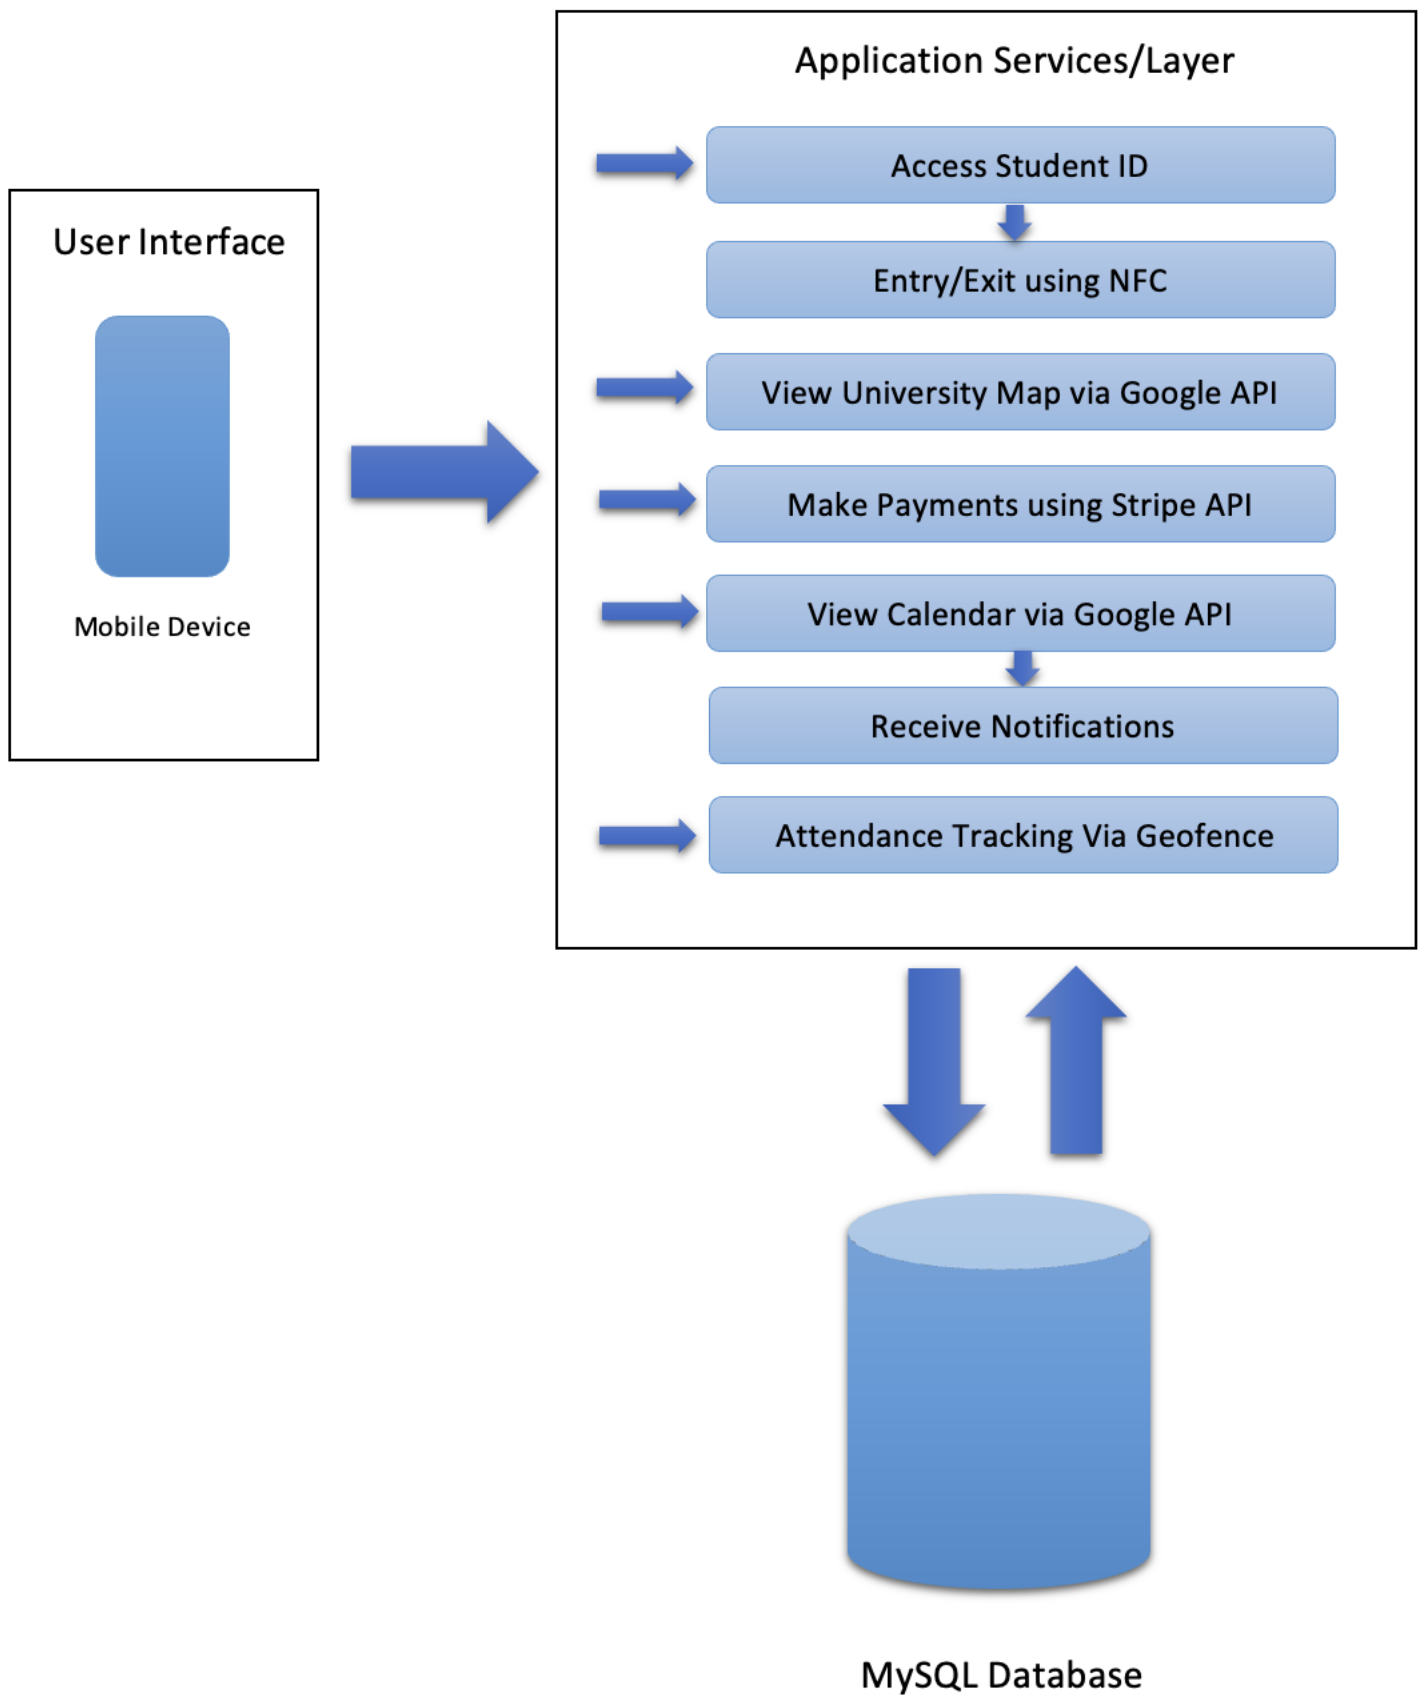 Application Services/Layer
Access Student ID
Entry/Exit using NFC
View University Map via Google API
Make Payments using Stripe API
View Calendar via Google API
Receive Notifications
Attendance Tracking Via Geofence
User Interface
Mobile Device
MySQL Database